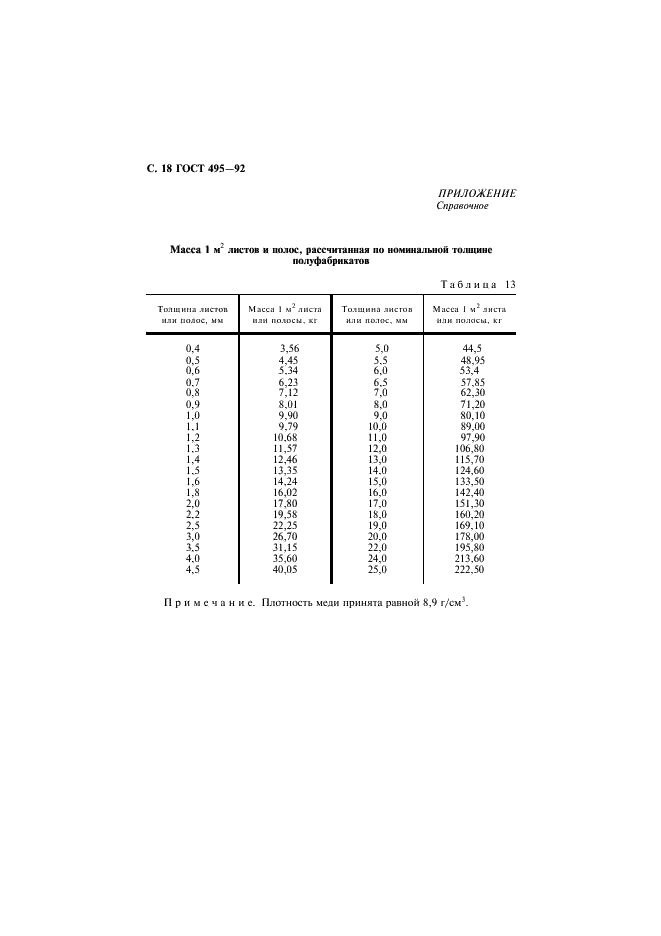 С. 18 ГОСТ 495—92
ПРИЛОЖЕНИЕ
Справочное
Масса 1 м² листов и полос, рассчитанная по номинальной толщине
полуфабрикатов
Таблица 13
Толщина листов Масса 1 м² листа Толщина листов Масса 1 м² листа
или полос, мм или полосы, кг или полос, мм или полосы, кг
0,4 3,56 5,0 44,5
0,5 4,45 5,5 48,95
0,6 5,34 6,0 53,4
0,7 6,23 6,5 57,85
0,8 7,12 7,0 62,30
0,9 8,01 8,0 71,20
1,0 9,90 9,0 80,10
1,1 9,79 10,0 89,00
1,2 10,68 11,0 97,90
1,3 11,57 12,0 106,80
1,4 12,46 13,0 115,70
1,5 13,35 14,0 124,60
1,6 14,24 15,0 133,50
1,8 16,02 16,0 142,40
2,0 17,80 17,0 151,30
2,2 19,58 18,0 160,20
2,5 22,25 19,0 169,10
3,0 26,70 20,0 178,00
3,5 31,15 22,0 195,80
4,0 35,60 24,0 213,60
4,5 40,05 25,0 222,50
Примечание. Плотность меди принята равной 8,9 г/см³.